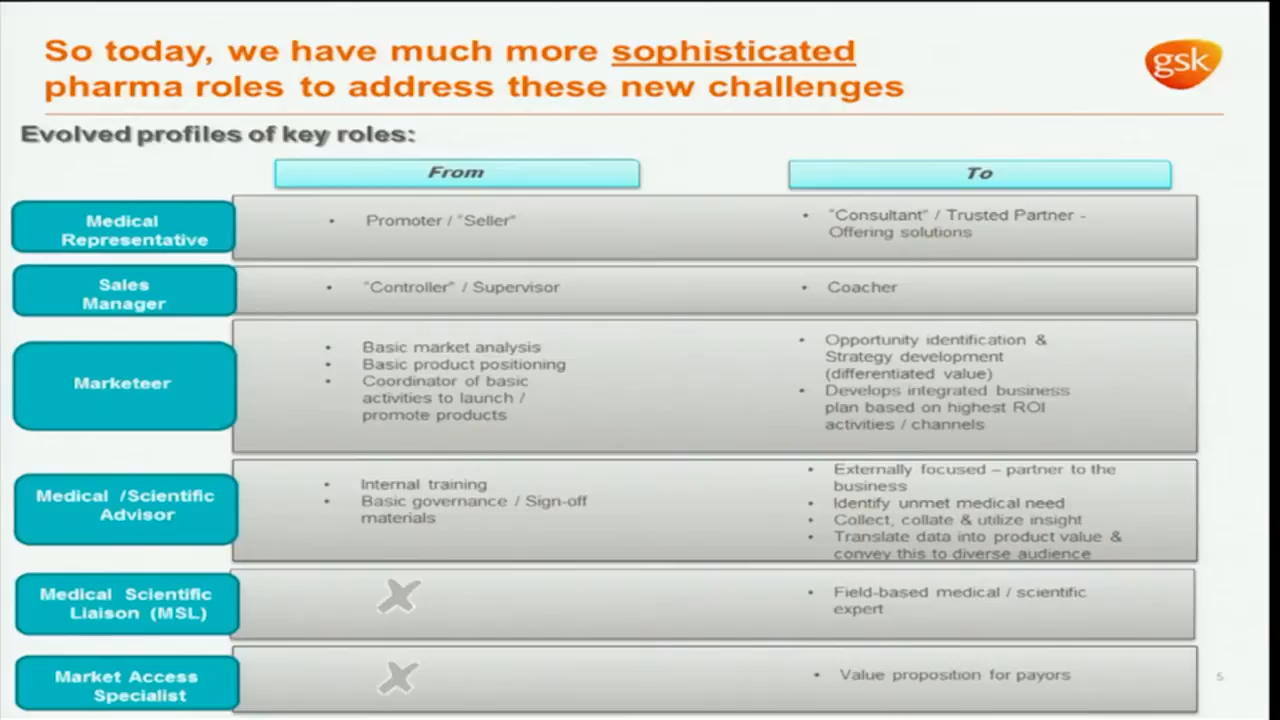 So today, we have much more sophisticated
pharma roles to address these new challenges
gsk
Evolved profiles of key roles:
From
To
Medical
Representative
• Promoter / "Seller"
• "Consultant" / Trusted Partner -
Offering solutions
Sales
Manager
• "Controller" / Supervisor
• Coacher
Marketeer
• Basic market analysis
• Basic product positioning
• Coordinator of basic
activities to launch /
promote products
• Opportunity identification &
Strategy development
(differentiated value)
• Develops integrated business
plan based on highest ROI
activities / channels
Medical /Scientific
Advisor
• Internal training
• Basic governance / Sign-off
materials
• Externally focused – partner to the
business
• Identify unmet medical need
• Collect, collate & utilize insight
• Translate data into product value &
convey this to diverse audience
Medical Scientific
Liaison (MSL)
• Field-based medical / scientific
expert
Market Access
Specialist
• Value proposition for payors
5